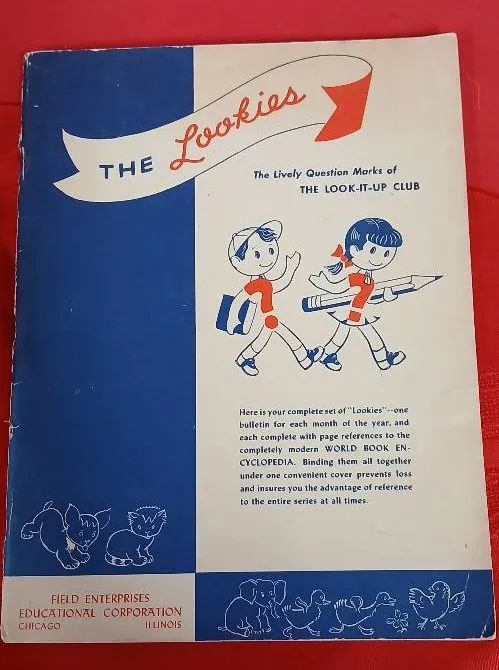 THE Lookies
The Lively Question Marks of
THE LOOK-IT-UP CLUB
? ?
Here is your complete set of "Lookies"--one
bulletin for each month of the year, and
each complete with page references to the
completely modern WORLD BOOK EN-
CYCLOPEDIA. Binding them all together
under one convenient cover prevents loss
and insures you the advantage of reference
to the entire series at all times.
FIELD ENTERPRISES
EDUCATIONAL CORPORATION
CHICAGO ILLINOIS